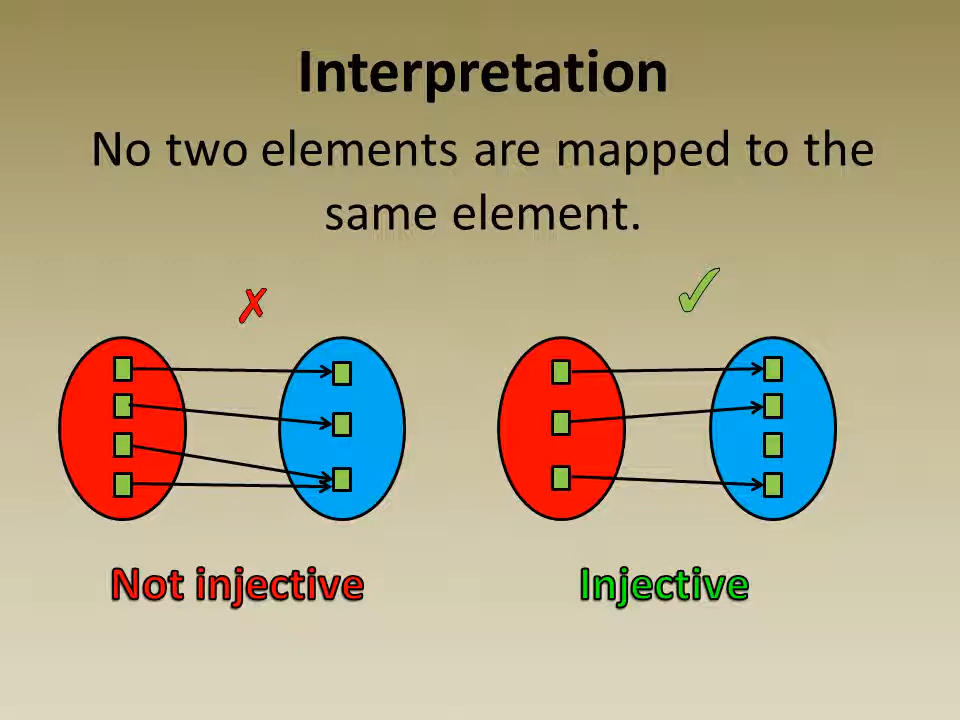 Interpretation
No two elements are mapped to the
same element.
✗
✓
Not injective
Injective